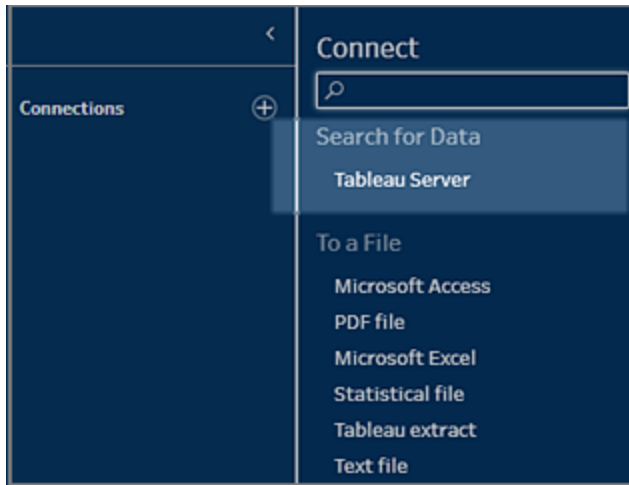 Connections
Connect
Search for Data
Tableau Server
To a File
Microsoft Access
PDF file
Microsoft Excel
Statistical file
Tableau extract
Text file